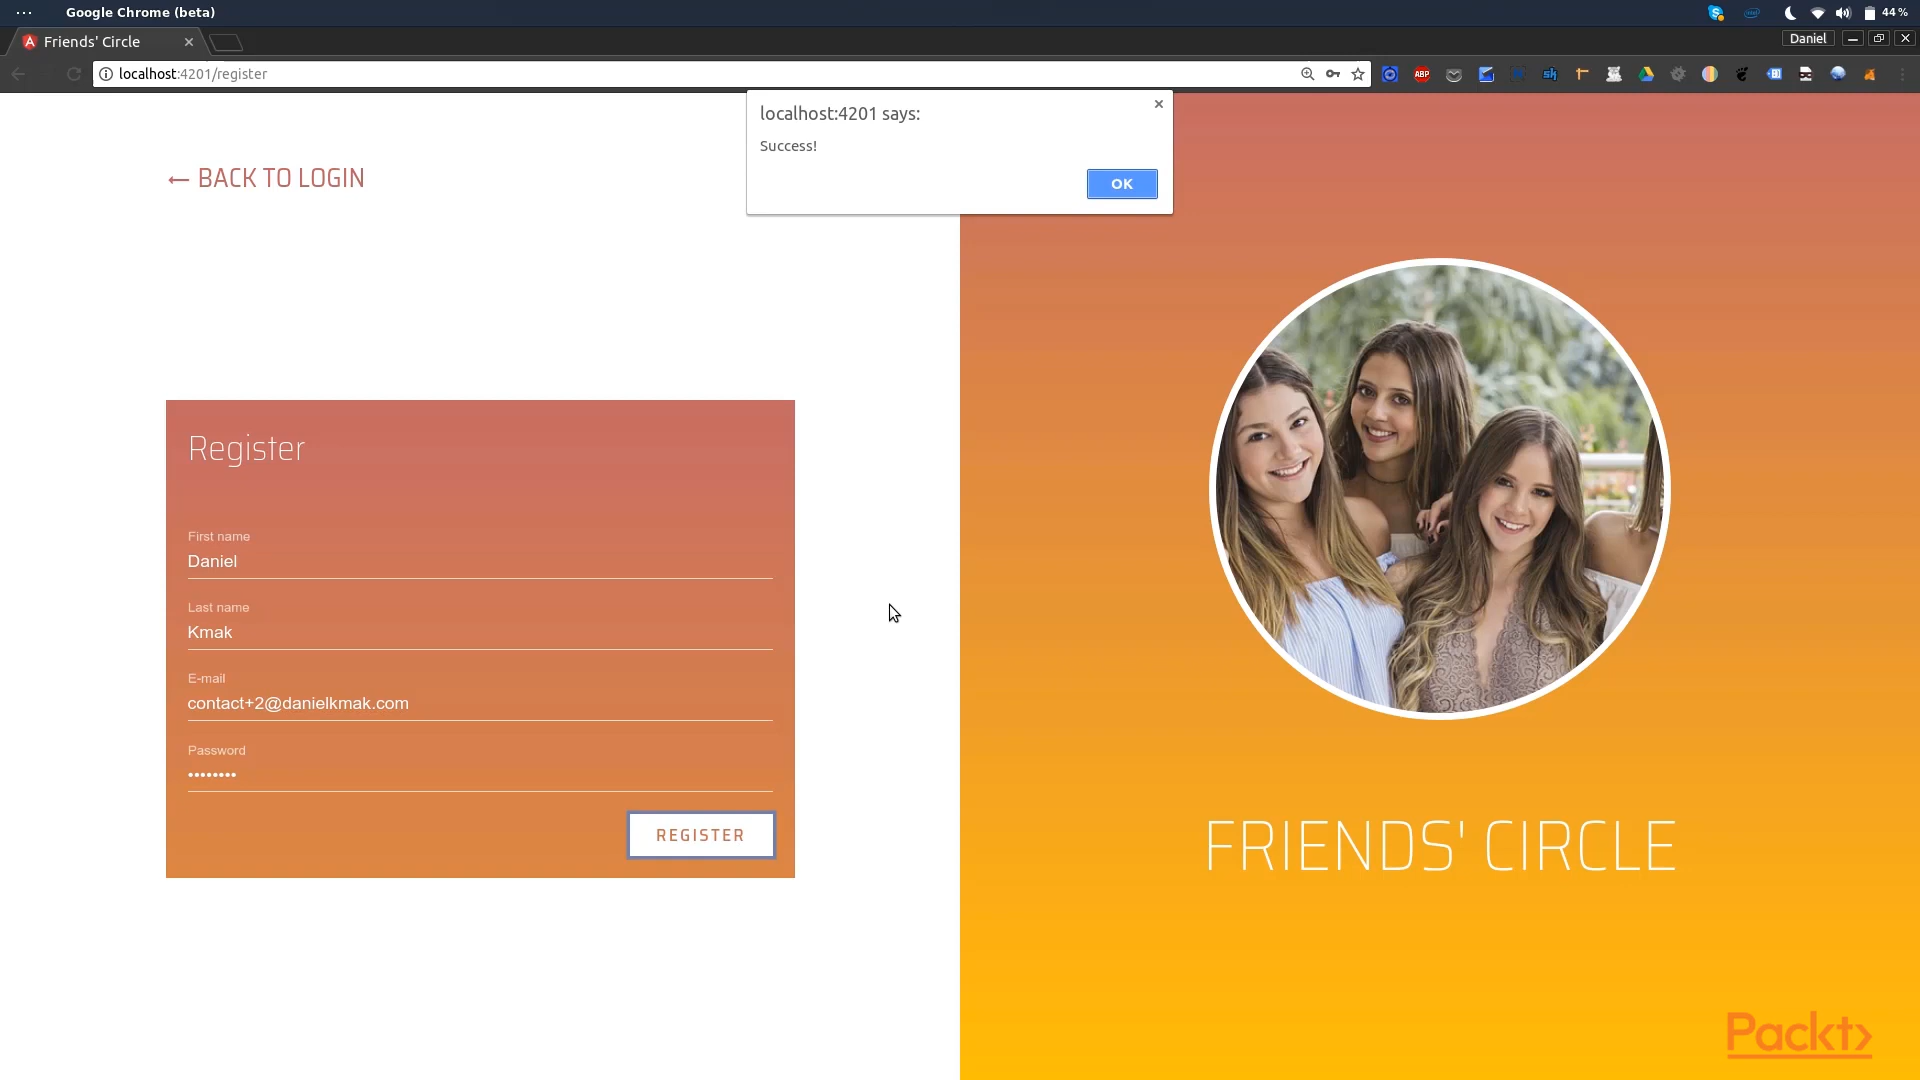 Google Chrome (beta)
44 %
Friends' Circle
Daniel
localhost:4201/register
ABP
localhost:4201 says:
Success!
OK
← BACK TO LOGIN
Register
First name
Daniel
Last name
Kmak
E-mail
contact+2@danielkmak.com
Password
••••••••
REGISTER
FRIENDS' CIRCLE
Packt>